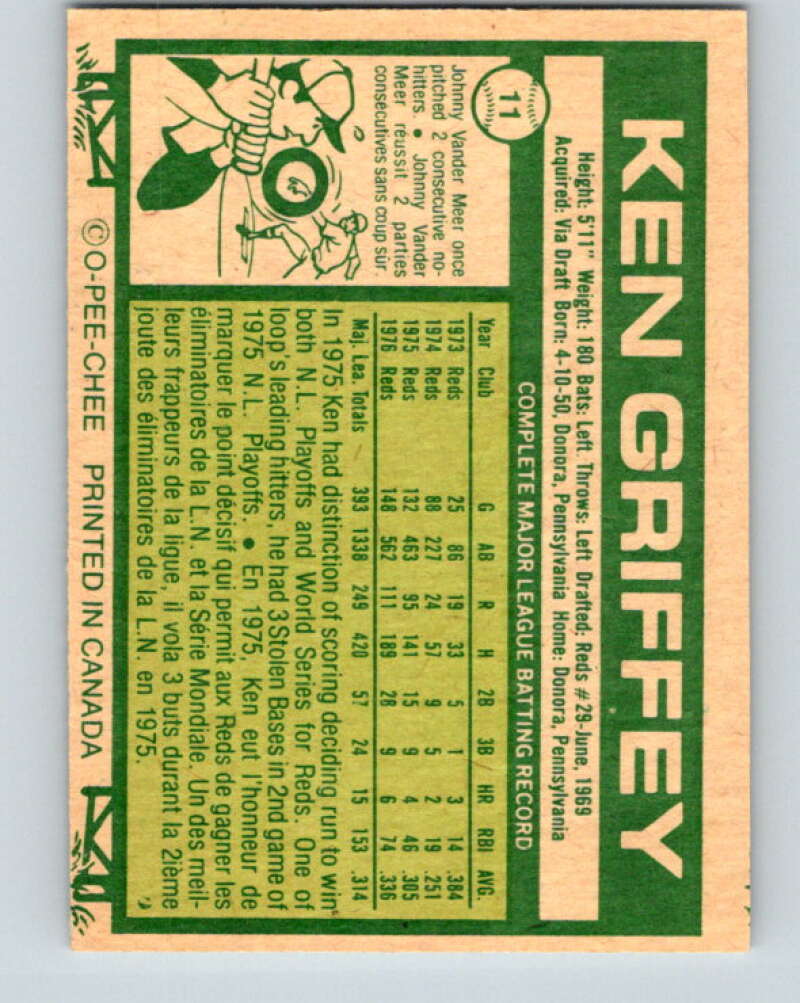 11
KEN GRIFFEY
Height: 5'11" Weight: 180 Bats: Left. Throws: Left Drafted; Reds #29-June, 1969
Acquired: Via Draft Born: 4-10-50, Donora, Pennsylvania Home: Donora, Pennsylvania
COMPLETE MAJOR LEAGUE BATTING RECORD
Johnny Vander Meer once
pitched 2 consecutive no-
hitters. • Johnny Vander
Meer réussit 2 parties
consécutives sans coup sûr.
Year Club G AB R H 2B 3B HR RBI AVG.
1973 Reds 25 86 19 33 5 1 3 14 .384
1974 Reds 88 227 24 57 9 5 2 19 .251
1975 Reds 132 463 95 141 15 9 4 46 .305
1976 Reds 148 562 111 189 28 9 6 74 .336
Maj. Lea. Totals 393 1338 249 420 57 24 15 153 .314
In 1975 Ken had distinction of scoring deciding run to win
both N.L. Playoffs and World Series for Reds. One of
loop's leading hitters, he had 3 Stolen Bases in 2nd game of
1975 N.L. Playoffs. • En 1975, Ken eut l'honneur de
marquer le point décisif qui permit aux Reds de gagner les
éliminatoires de la L.N. et la Série Mondiale. Un des meil-
leurs frappeurs de la ligue, il vola 3 buts durant la 2ième
joute des éliminatoires de la L.N. en 1975.
© O-PEE-CHEE PRINTED IN CANADA